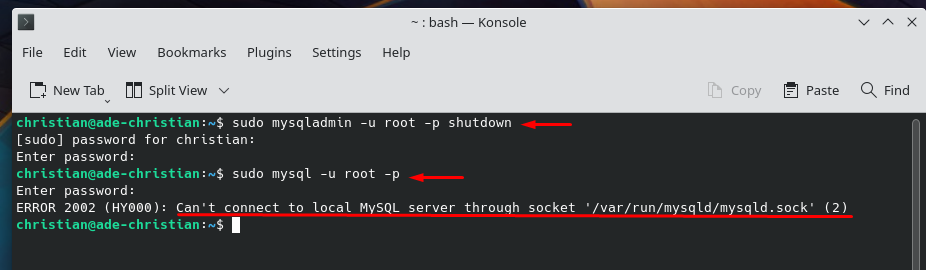 ~ : bash — Konsole
File Edit View Bookmarks Plugins Settings Help
New Tab Split View Copy Paste Find
christian@ade-christian:~$ sudo mysqladmin -u root -p shutdown
[sudo] password for christian:
Enter password:
christian@ade-christian:~$ sudo mysql -u root -p
Enter password:
ERROR 2002 (HY000): Can't connect to local MySQL server through socket '/var/run/mysqld/mysqld.sock' (2)
christian@ade-christian:~$